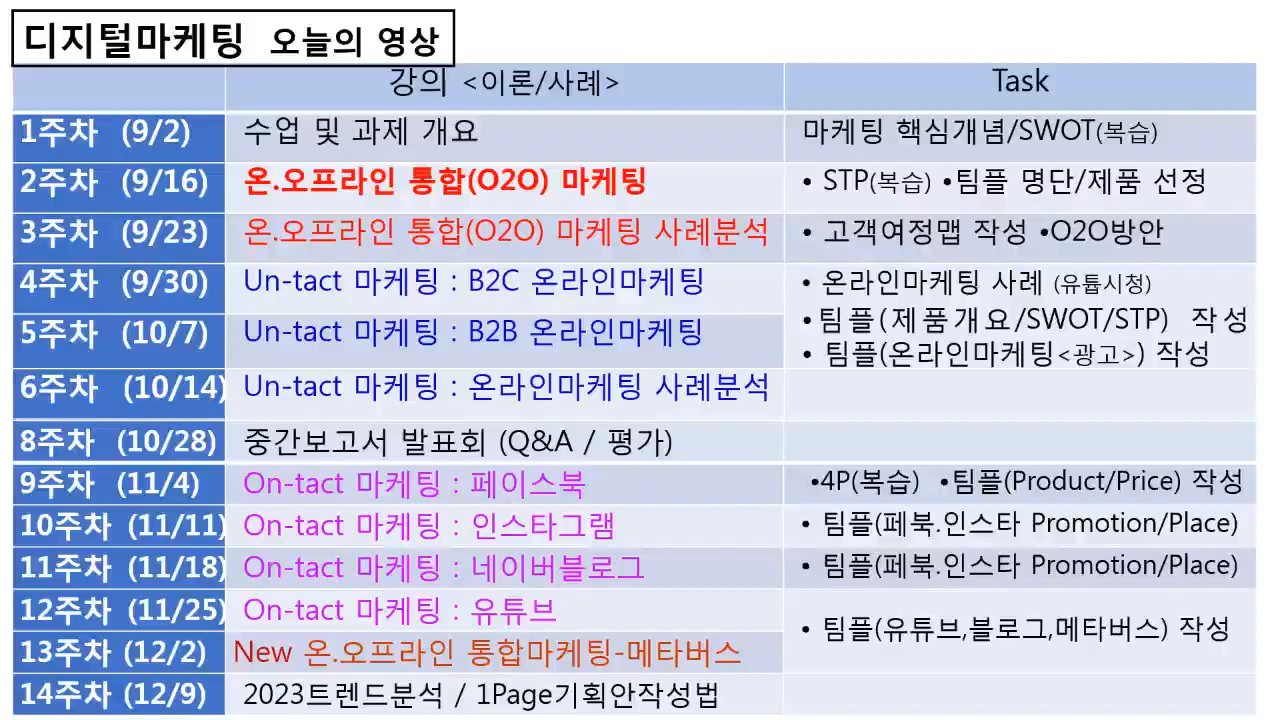 디지털마케팅 오늘의 영상
강의 <이론/사례> Task
1주차 (9/2) 수업 및 과제 개요 마케팅 핵심개념/SWOT(복습)
2주차 (9/16) 온.오프라인 통합(O2O) 마케팅 • STP(복습) •팀플 명단/제품 선정
3주차 (9/23) 온.오프라인 통합(O2O) 마케팅 사례분석 • 고객여정맵 작성 •O2O방안
4주차 (9/30) Un-tact 마케팅 : B2C 온라인마케팅 • 온라인마케팅 사례 (유튭시청)
5주차 (10/7) Un-tact 마케팅 : B2B 온라인마케팅 • 팀플(제품개요/SWOT/STP) 작성
• 팀플(온라인마케팅<광고>) 작성
6주차 (10/14) Un-tact 마케팅 : 온라인마케팅 사례분석
8주차 (10/28) 중간보고서 발표회 (Q&A / 평가)
9주차 (11/4) On-tact 마케팅 : 페이스북 •4P(복습) •팀플(Product/Price) 작성
10주차 (11/11) On-tact 마케팅 : 인스타그램 • 팀플(페북.인스타 Promotion/Place)
11주차 (11/18) On-tact 마케팅 : 네이버블로그 • 팀플(페북.인스타 Promotion/Place)
12주차 (11/25) On-tact 마케팅 : 유튜브
• 팀플(유튜브,블로그,메타버스) 작성
13주차 (12/2) New 온.오프라인 통합마케팅-메타버스
14주차 (12/9) 2023트렌드분석 / 1Page기획안작성법